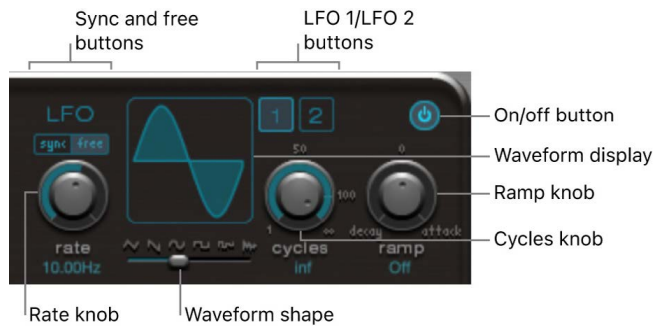 Sync and free
buttons
LFO 1/LFO 2
buttons
LFO
1 2
sync free
On/off button
Waveform display
50
0
Ramp knob
100
1 ∞
decay attack
Cycles knob
rate
cycles
ramp
10.00Hz
inf
Off
Rate knob
Waveform shape